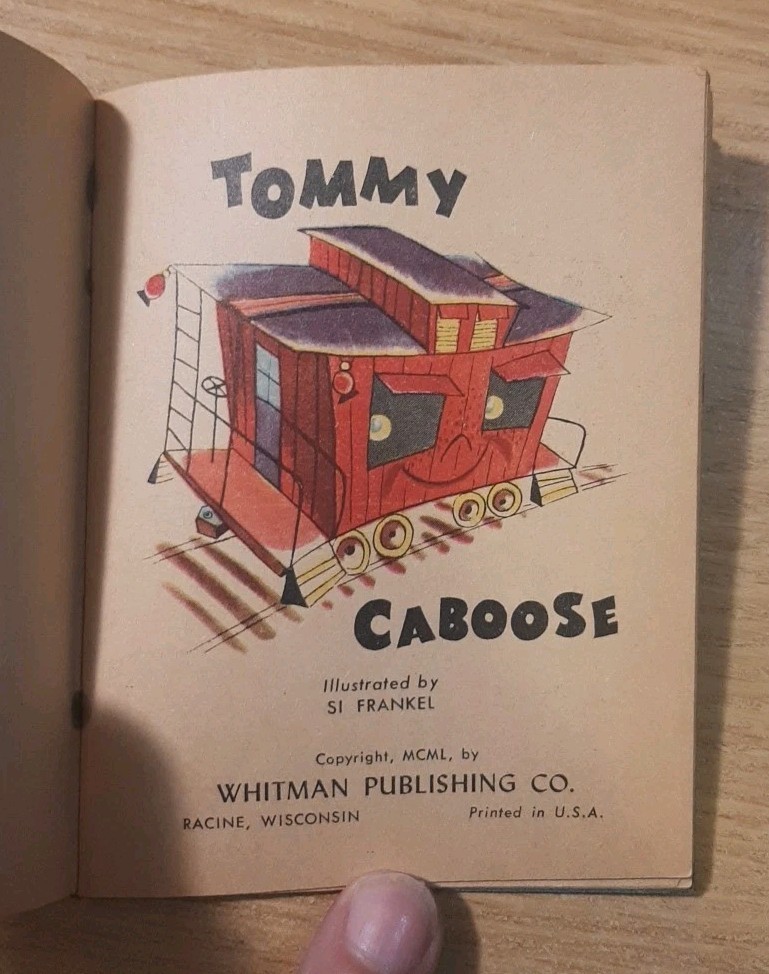 TOMMY
CABOOSE
Illustrated by
SI FRANKEL
Copyright, MCML, by
WHITMAN PUBLISHING CO.
RACINE, WISCONSIN Printed in U.S.A.